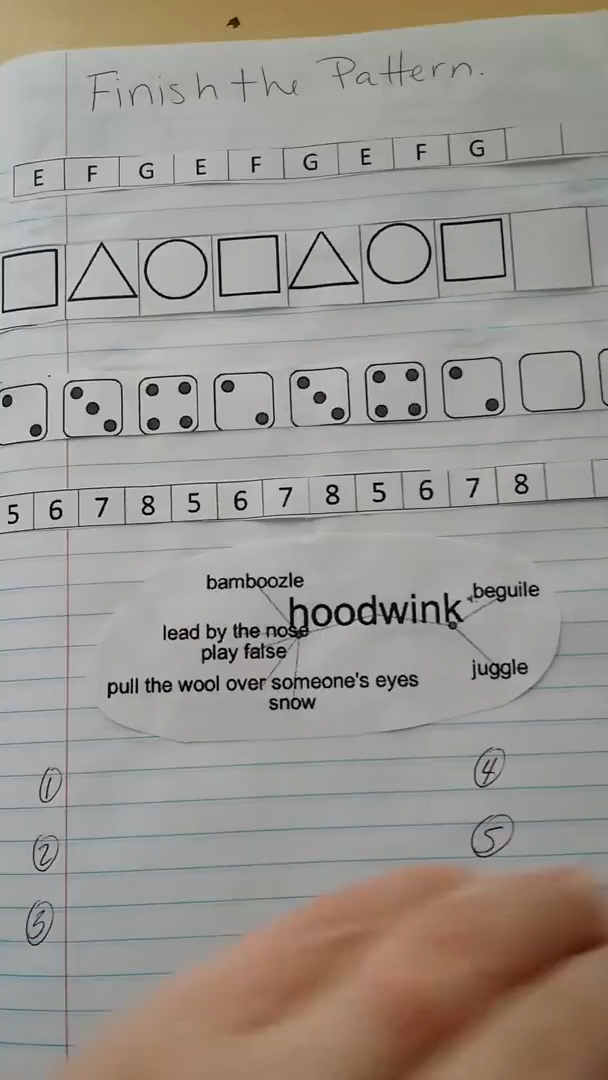 Finish the Pattern.
E F G E F G E F G
5 6 7 8 5 6 7 8 5 6 7 8
bamboozle
hoodwink
beguile
lead by the nose
play false
juggle
pull the wool over someone's eyes
snow
1
4
2
5
3